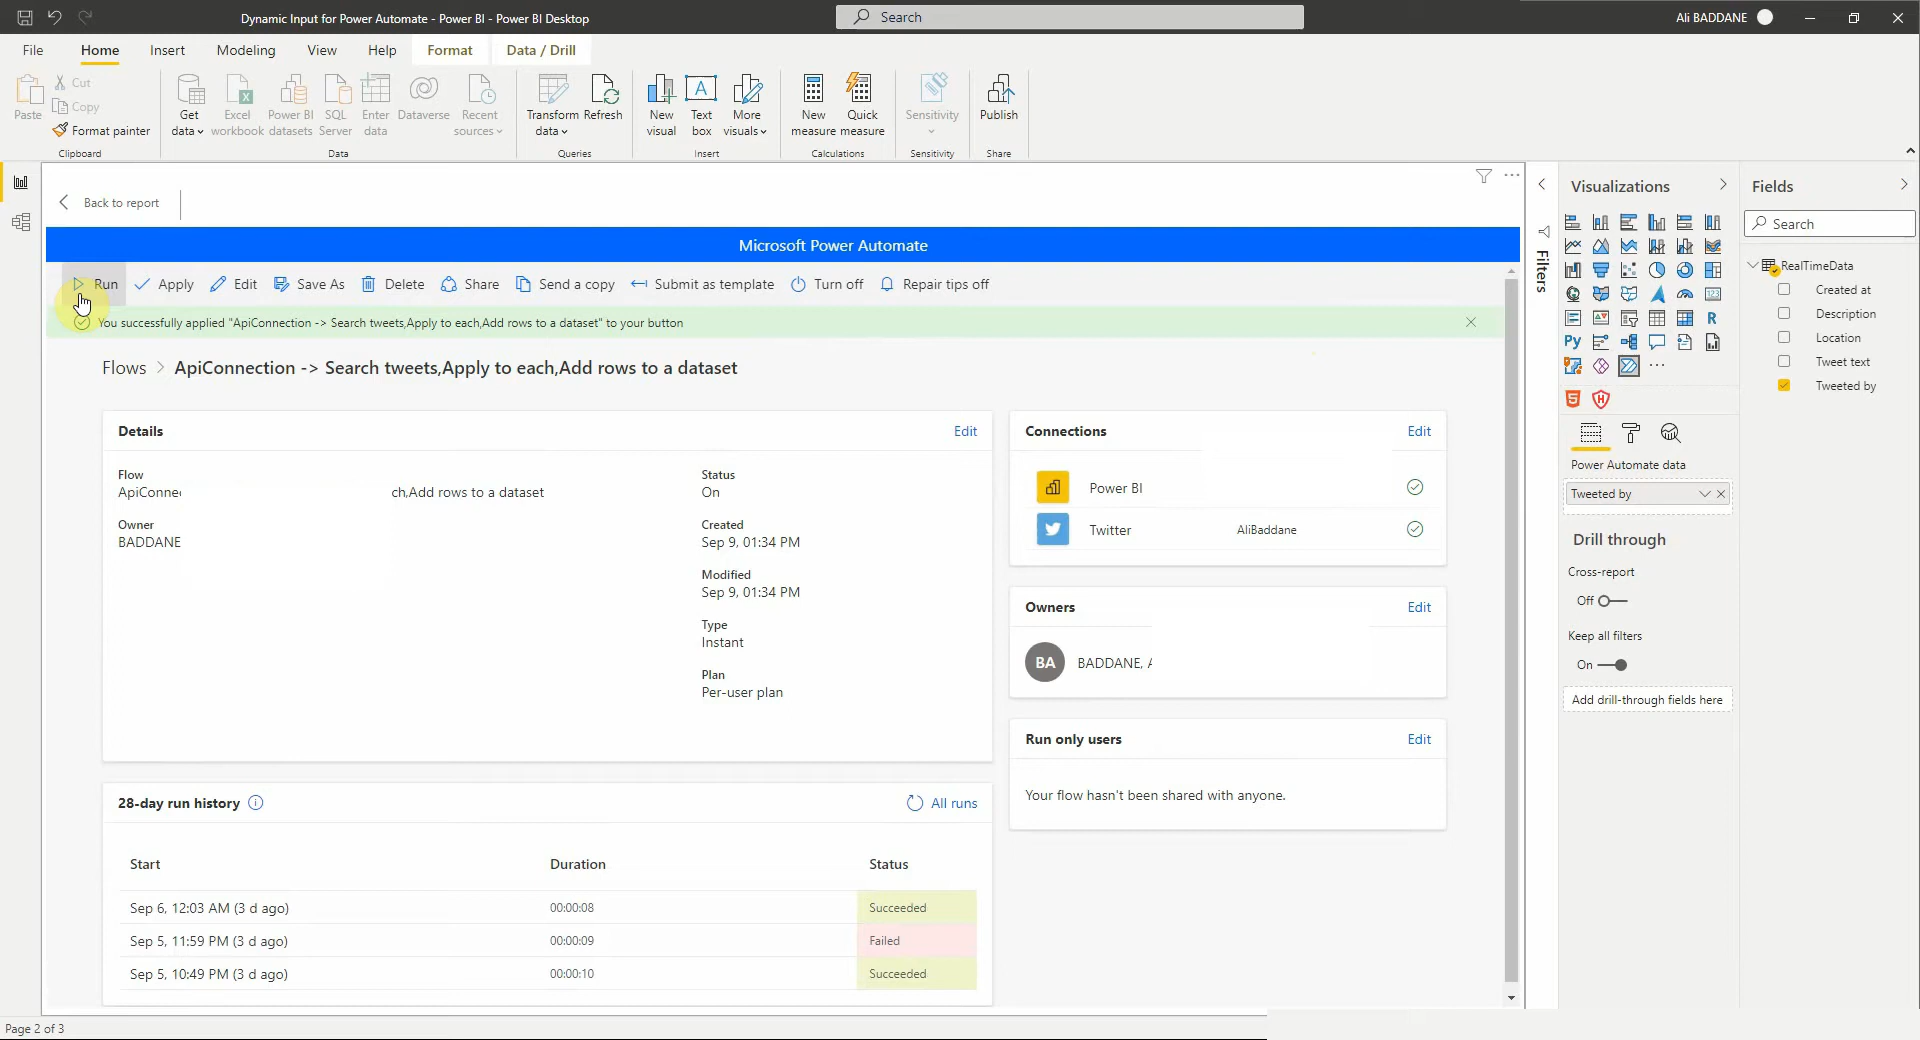 Dynamic Input for Power Automate - Power BI - Power BI Desktop
Search
Ali BADDANE
File Home Insert Modeling View Help Format Data / Drill
Paste
Cut
Copy
Format painter
Clipboard
Get data
Excel workbook
Power BI datasets
SQL Server
Enter data
Dataverse
Recent sources
Data
Transform data
Refresh
Queries
New visual
Text box
More visuals
Insert
New measure
Quick measure
Calculations
Sensitivity
Sensitivity
Publish
Share
Back to report
Microsoft Power Automate
Run Apply Edit Save As Delete Share Send a copy Submit as template Turn off Repair tips off
You successfully applied "ApiConnection -> Search tweets,Apply to each,Add rows to a dataset" to your button
Flows > ApiConnection -> Search tweets,Apply to each,Add rows to a dataset
Details Edit
Flow
ApiConnec ch,Add rows to a dataset
Owner
BADDANE
Status
On
Created
Sep 9, 01:34 PM
Modified
Sep 9, 01:34 PM
Type
Instant
Plan
Per-user plan
28-day run history All runs
Start Duration Status
Sep 6, 12:03 AM (3 d ago) 00:00:08 Succeeded
Sep 5, 11:59 PM (3 d ago) 00:00:09 Failed
Sep 5, 10:49 PM (3 d ago) 00:00:10 Succeeded
Connections Edit
Power BI
Twitter AliBaddane
Owners Edit
BA BADDANE, A
Run only users Edit
Your flow hasn't been shared with anyone.
Filters
Visualizations
R
Py
Power Automate data
Tweeted by
Drill through
Cross-report
Off
Keep all filters
On
Add drill-through fields here
Fields
Search
RealTimeData
Created at
Description
Location
Tweet text
Tweeted by
Page 2 of 3